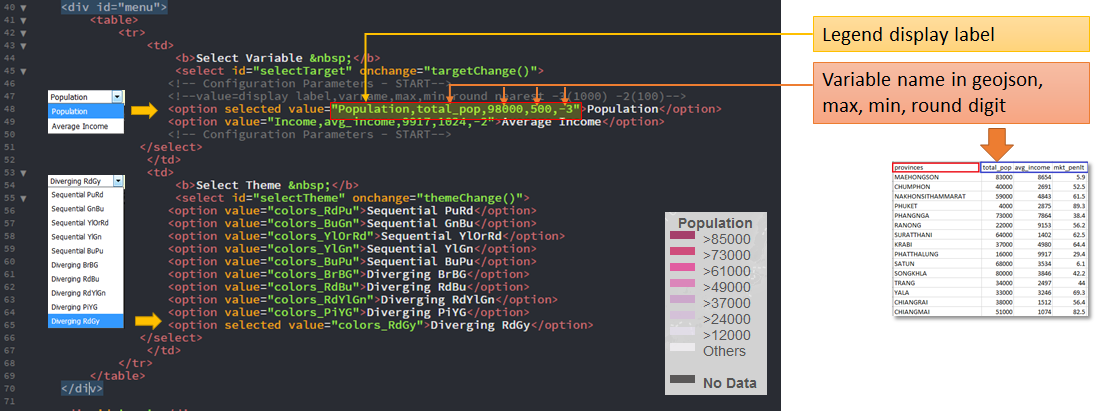 40 ▼ <div id="menu">
41 ▼ <table>
42 ▼ <tr>
43 ▼ <td>
44 <b>Select Variable &nbsp;</b>
45 ▼ <select id="selectTarget" onchange="targetChange()">
46 <!-- Configuration Parameters - START-->
47 <!--value=display label,varname,max,min,round nearest -3(1000) -2(100)-->
48 <option selected value="Population,total_pop,98000,500,-3">Population</option>
49 <option value="Income,avg_income,9917,1024,-2">Average Income</option>
50 <!-- Configuration Parameters - START-->
51 </select>
52 </td>
53 ▼ <td>
54 <b>Select Theme &nbsp;</b>
55 ▼ <select id="selectTheme" onchange="themeChange()">
56 <option value="colors_RdPu">Sequential PuRd</option>
57 <option value="colors_BuGn">Sequential GnBu</option>
58 <option value="colors_YlOrRd">Sequential YlOrRd</option>
59 <option value="colors_YlGn">Sequential YlGn</option>
60 <option value="colors_BuPu">Sequential BuPu</option>
61 <option value="colors_BrBG">Diverging BrBG</option>
62 <option value="colors_RdBu">Diverging RdBu</option>
63 <option value="colors_RdYlGn">Diverging RdYlGn</option>
64 <option value="colors_PiYG">Diverging PiYG</option>
65 <option selected value="colors_RdGy">Diverging RdGy</option>
66 </select>
67 </td>
68 </tr>
69 </table>
70 </div>
71
Population
Population
Average Income
Diverging RdGy
Sequential PuRd
Sequential GnBu
Sequential YlOrRd
Sequential YlGn
Sequential BuPu
Diverging BrBG
Diverging RdBu
Diverging RdYlGn
Diverging PiYG
Diverging RdGy
Population
>85000
>73000
>61000
>49000
>37000
>24000
>12000
Others
No Data
Legend display label
Variable name in geojson,
max, min, round digit
provinces total_pop avg_income mkt_penlt
MAEHONGSON 83000 8654 5.9
CHUMPHON 40000 2691 52.5
NAKHONSITHAMMARAT 59000 4843 61.5
PHUKET 4000 2875 89.3
PHANGNGA 73000 7864 38.4
RANONG 22000 9153 56.2
SURATTHANI 64000 1402 62.5
KRABI 37000 4980 64.4
PHATTHALUNG 16000 9917 29.4
SATUN 68000 3534 6.1
SONGKHLA 80000 3846 42.2
TRANG 34000 2497 44
YALA 33000 3246 69.3
CHIANGRAI 38000 1512 56.4
CHIANGMAI 51000 1074 82.5